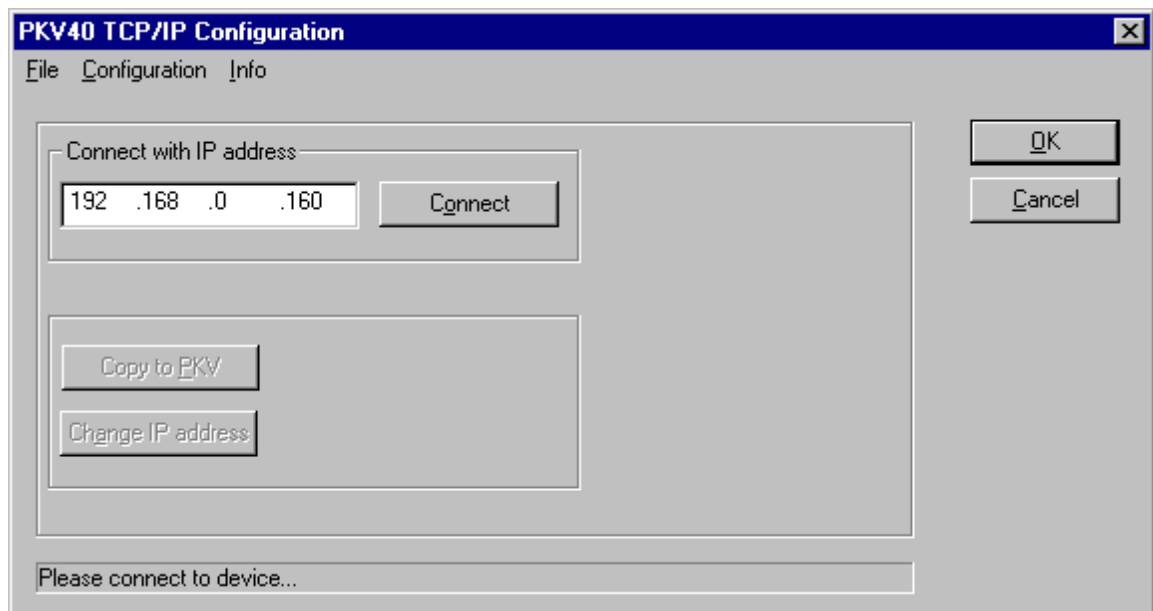 PKV40 TCP/IP Configuration
File Configuration Info
Connect with IP address
192 .168 .0 .160
Connect
OK
Cancel
Copy to PKV
Change IP address
Please connect to device...